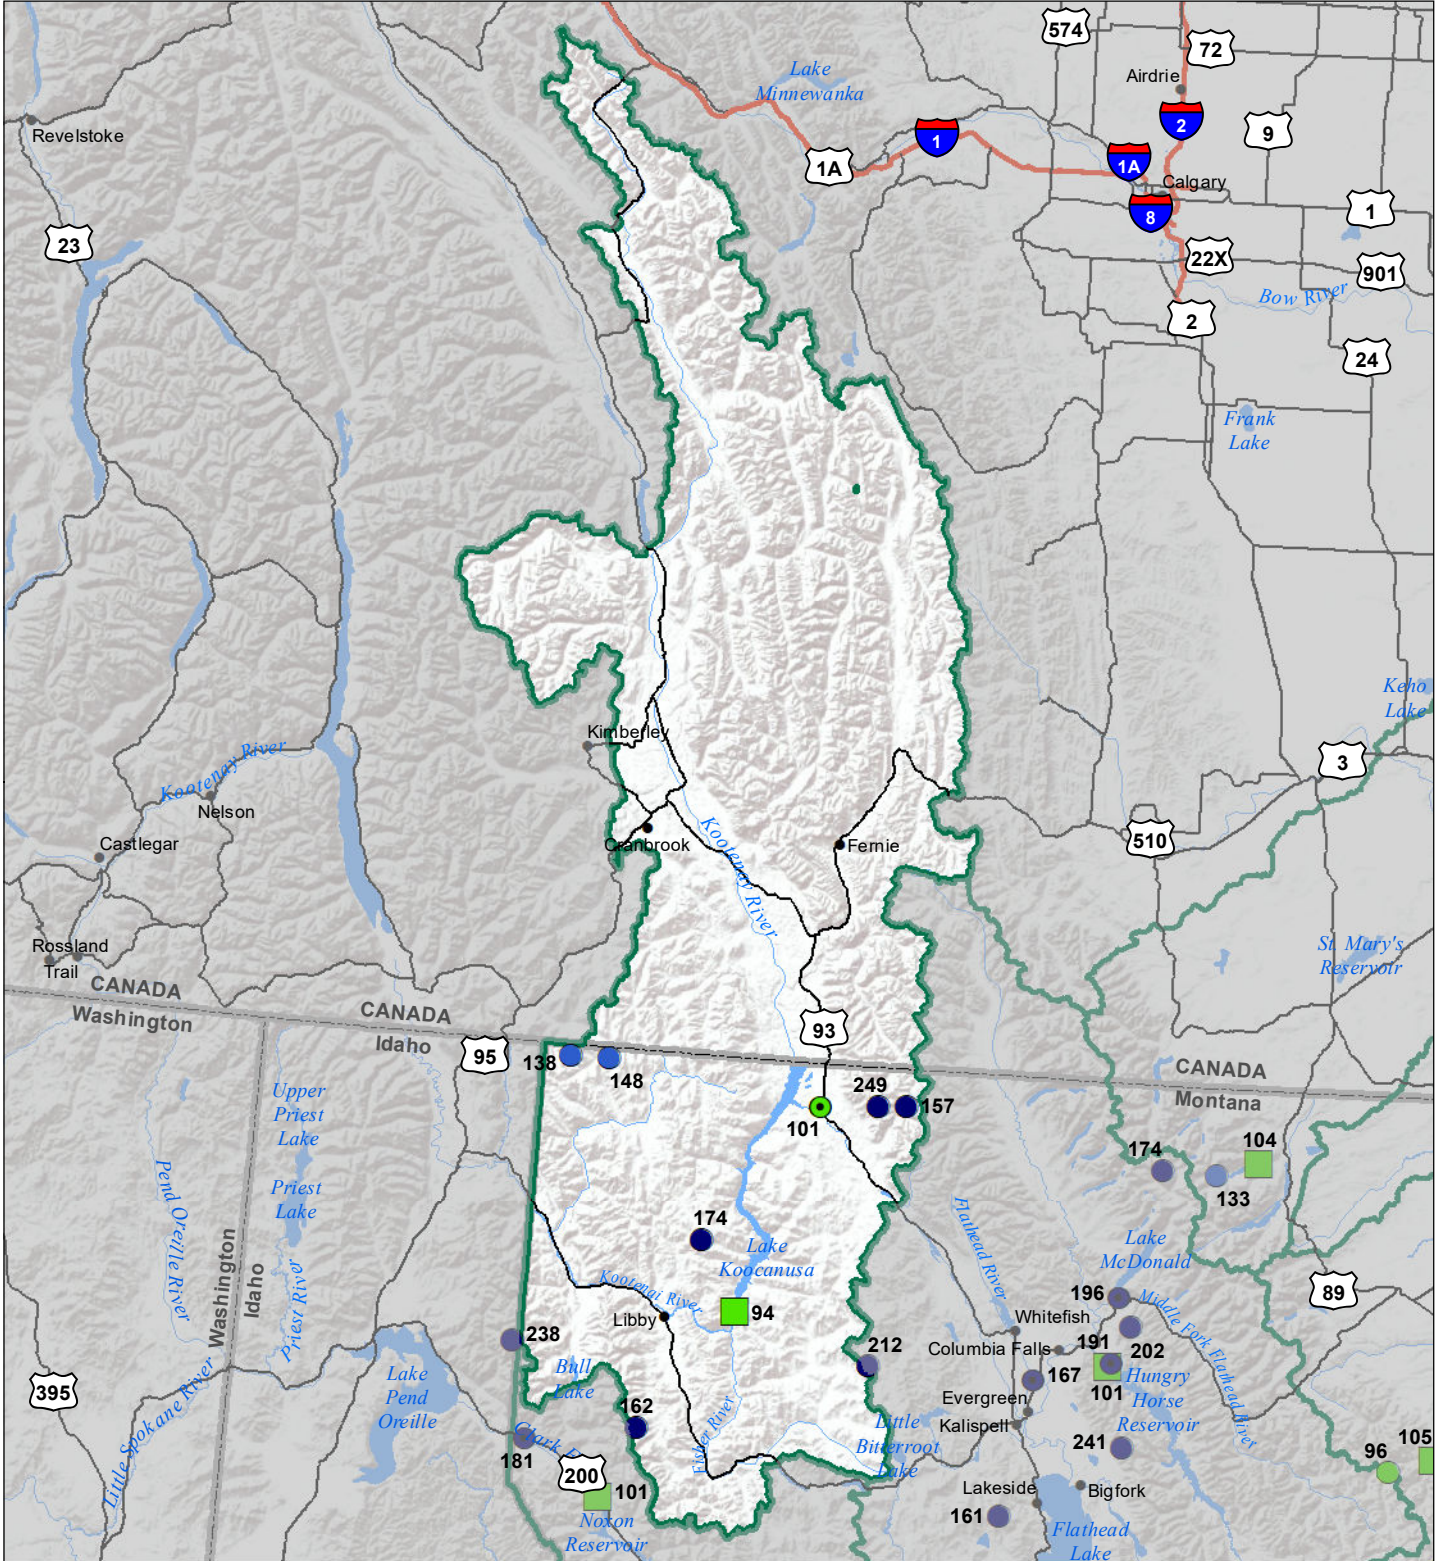 574
72
Airdrie
Lake
Minnewanka
Revelstoke
2
9
1
1A
1A
Calgary
8
1
23
22X
901
Bow River
2
24
Frank
Lake
Keho
Lake
Kimberley
Kootenay River
3
Nelson
Kootenay River
Castlegar
Cranbrook
Fernie
510
Rossland
Trail
St. Mary's
Reservoir
CANADA
Washington
CANADA
Idaho
93
95
138
148
CANADA
Montana
249
157
101
Upper
Priest
Lake
174
104
133
Pend Oreille River
Priest
Lake
Flathead River
174
Lake
Koocanusa
Lake
McDonald
Washington
Idaho
Priest River
Kootenai River
94
Libby
196
Middle Fork Flathead River
89
Whitefish
238
Columbia Falls
191
202
212
Bull
Lake
167
101
Hungry
Horse
Reservoir
395
Lake
Pend
Oreille
Little Spokane River
162
Evergreen
Kalispell
Little
Bitterroot
Lake
Fisher River
Clark F
181
241
96
105
200
101
Lakeside
Bigfork
161
Noxon
Reservoir
Flathead
Lake